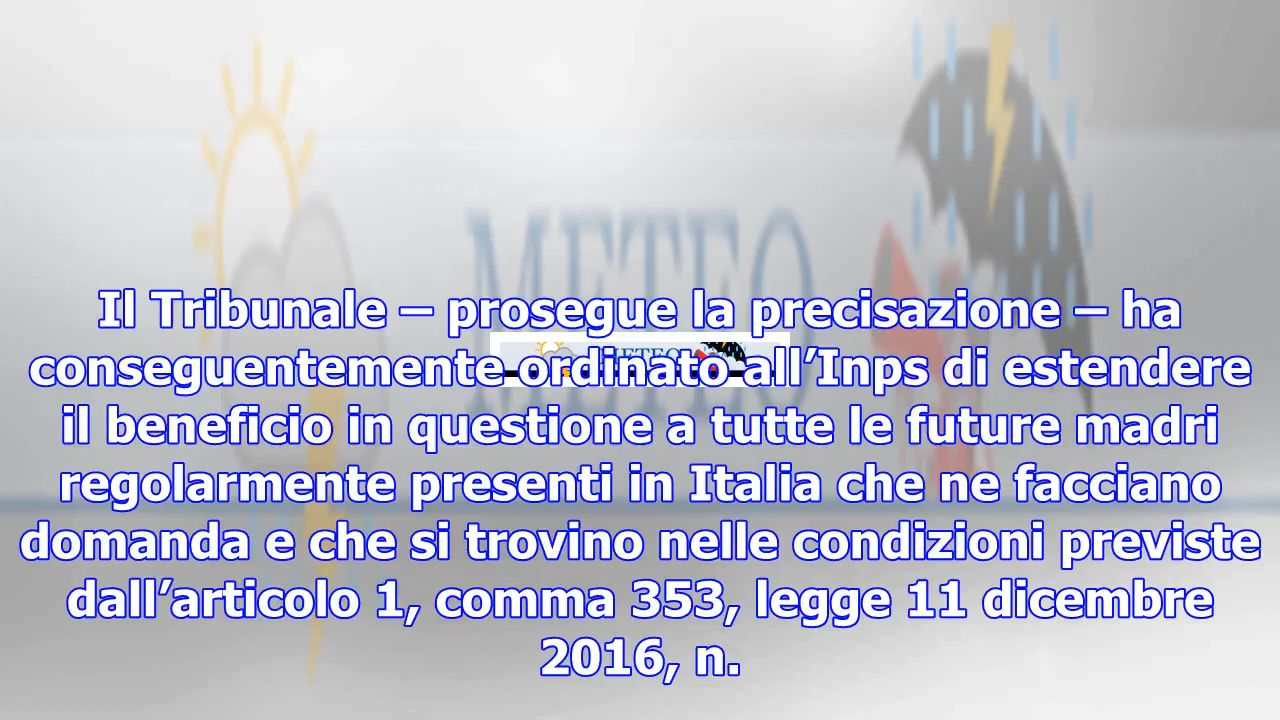 METEO
Il Tribunale – prosegue la precisazione – ha
conseguentemente ordinato all’Inps di estendere
il beneficio in questione a tutte le future madri
regolarmente presenti in Italia che ne facciano
domanda e che si trovino nelle condizioni previste
dall’articolo 1, comma 353, legge 11 dicembre
2016, n.